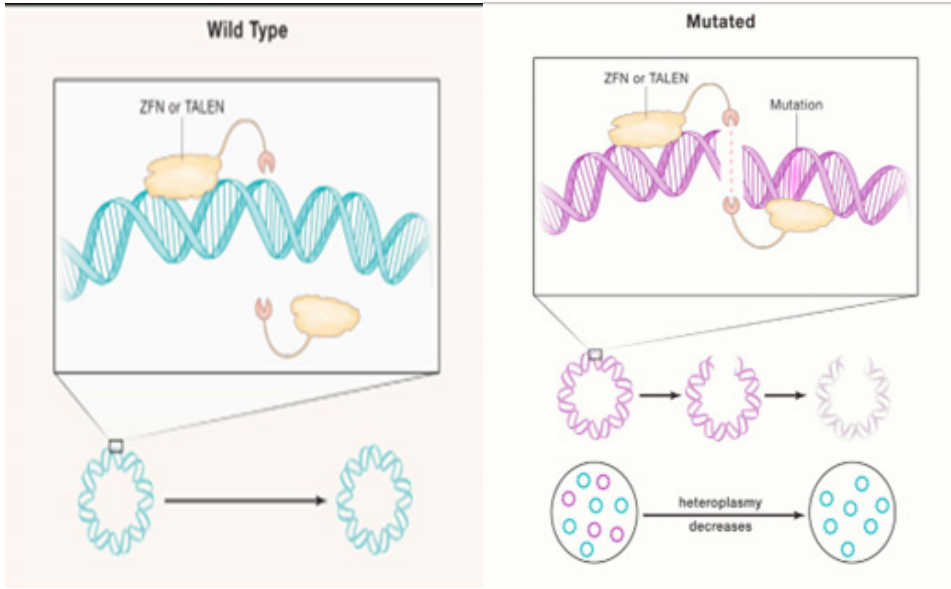 Wild Type
ZFN or TALEN
Mutated
ZFN or TALEN
Mutation
heteroplasmy
decreases